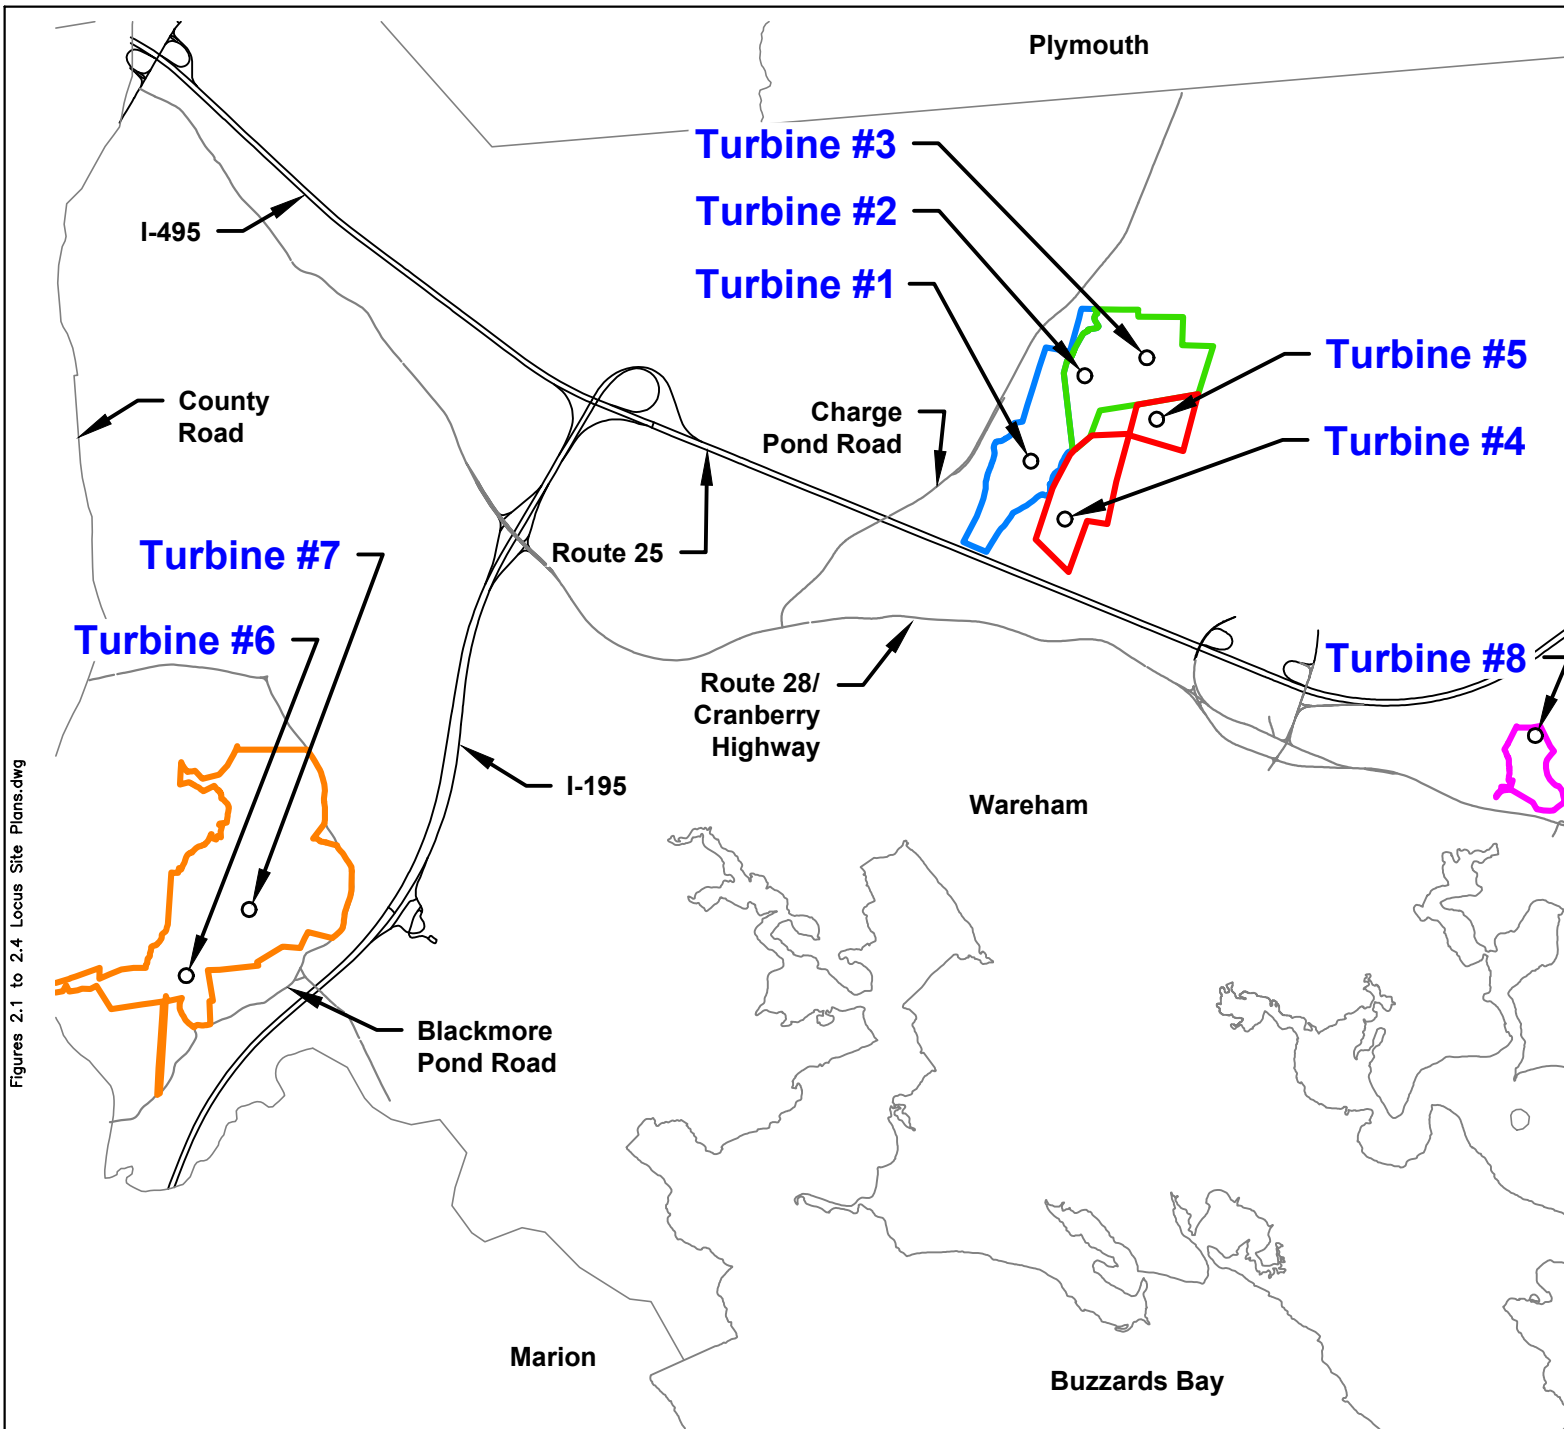 Plymouth
Turbine #3
Turbine #2
Turbine #1
I-495
Turbine #5
County
Road
Charge
Pond Road
Turbine #4
Turbine #7
Route 25
Turbine #6
Turbine #8
Route 28/
Cranberry
Highway
I-195
Wareham
Blackmore
Pond Road
Marion
Buzzards Bay
Figures 2.1 to 2.4 Locus Site Plans.dwg